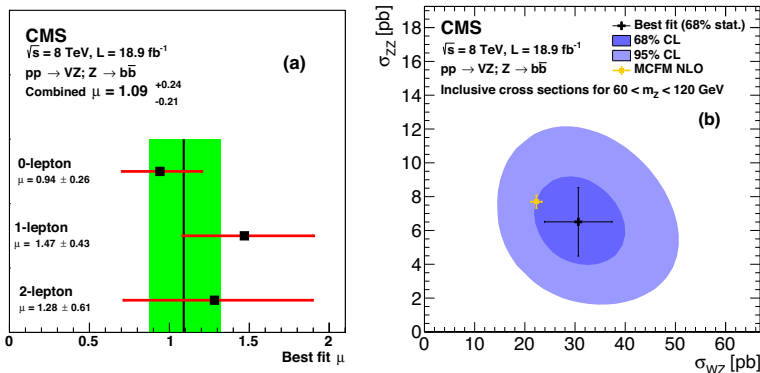 CMS
√s = 8 TeV, L = 18.9 fb⁻¹
pp → VZ; Z → bb̅
Combined μ = 1.09 +0.24 -0.21
(a)
0-lepton
μ = 0.94 ± 0.26
1-lepton
μ = 1.47 ± 0.43
2-lepton
μ = 1.28 ± 0.61
0 0.5 1 1.5 2
Best fit μ
σZZ [pb]
18
16
14
12
10
8
6
4
2
0
CMS
√s = 8 TeV, L = 18.9 fb⁻¹
pp → VZ; Z → bb̅
Inclusive cross sections for 60 < mZ < 120 GeV
Best fit (68% stat.)
68% CL
95% CL
MCFM NLO
(b)
0 10 20 30 40 50 60
σWZ [pb]